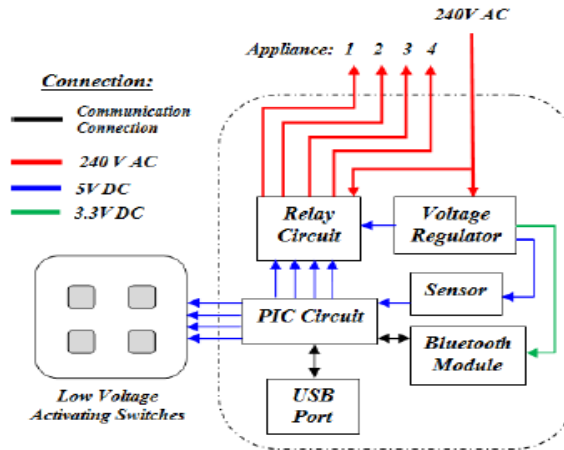 240V AC
Appliance: 1 2 3 4
Connection:
Communication
Connection
240 V AC
5V DC
3.3V DC
Relay
Circuit
Voltage
Regulator
Sensor
PIC Circuit
Bluetooth
Module
USB
Port
Low Voltage
Activating Switches